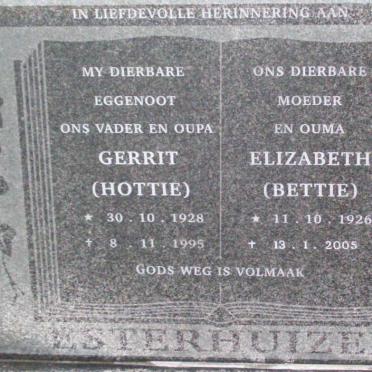 IN LIEFDEVOLLE HERINNERING AAN
MY DIERBARE
EGGENOOT
ONS VADER EN OUPA
GERRIT
(HOTTIE)
★ 30 . 10 . 1928
✝ 8 . 11 . 1995
ONS DIERBARE
MOEDER
EN OUMA
ELIZABETH
(BETTIE)
★ 11 . 10 . 1926
✝ 13 . 1 . 2005
GODS WEG IS VOLMAAK
ESTERHUIZE